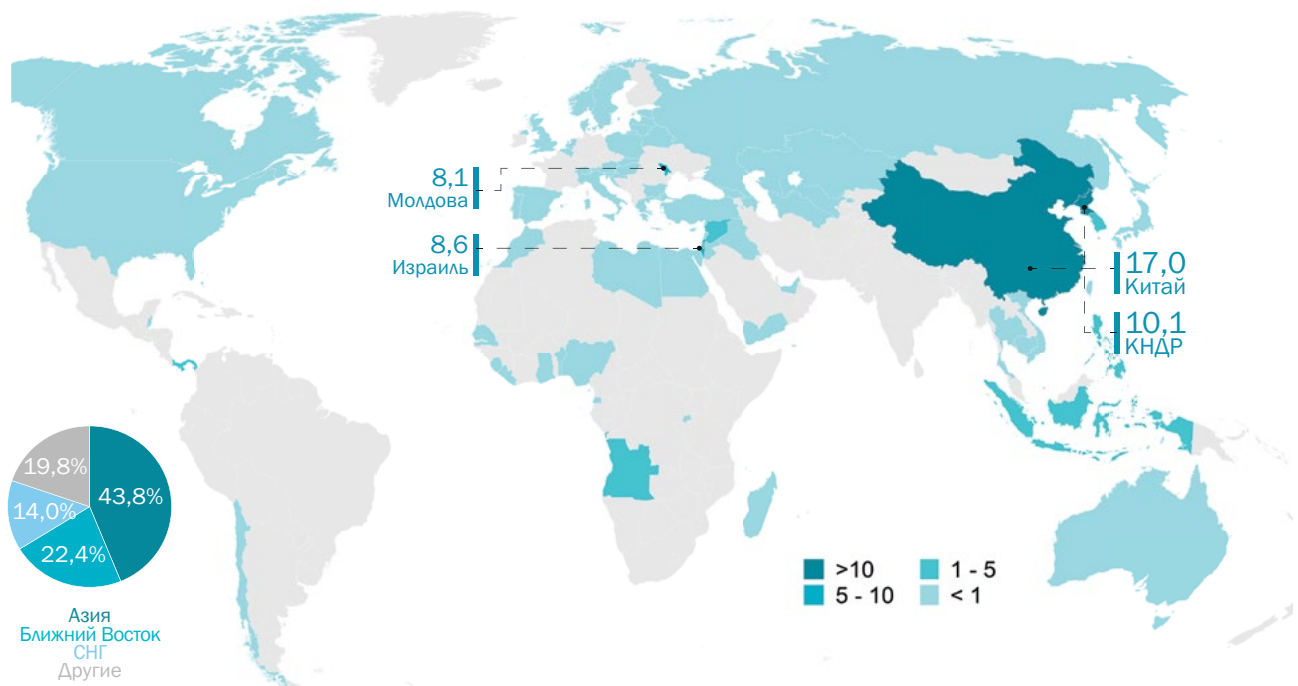 8,1
Молдова
8,6
Израиль
17,0
Китай
10,1
КНДР
19,8%
43,8%
14,0%
22,4%
Азия
Ближний Восток
СНГ
Другие
>10
1 - 5
5 - 10
< 1